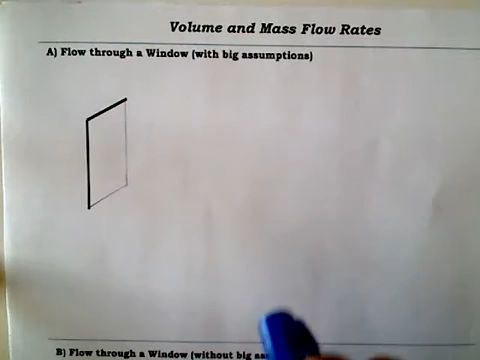 Volume and Mass Flow Rates
A) Flow through a Window (with big assumptions)
B) Flow through a Window (without big